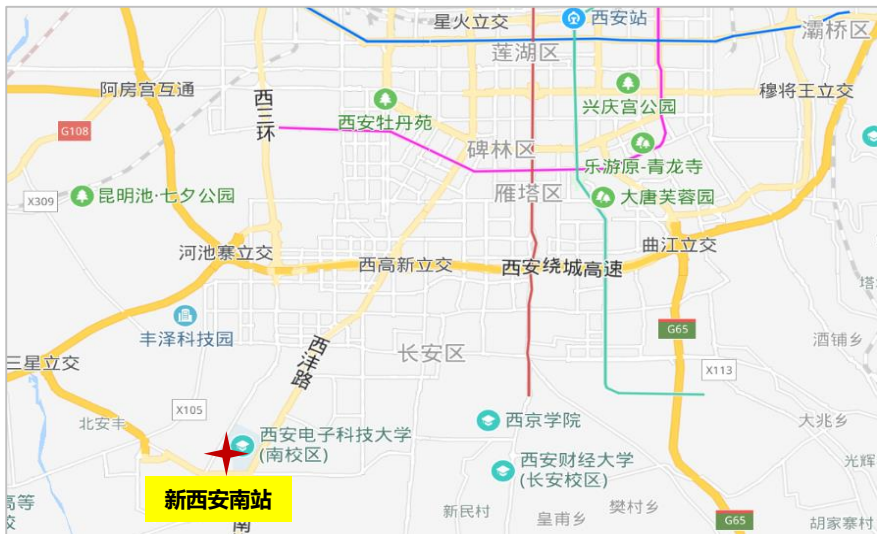 星火立交
西安站
灞桥区
莲湖区
阿房宫互通
西三环
兴庆宫公园
穆将王立交
西安牡丹苑
G108
碑林区
乐游原-青龙寺
X309
昆明池·七夕公园
雁塔区
大唐芙蓉园
河池寨立交
曲江立交
西高新立交
西安绕城高速
丰泽科技园
G65
酒铺乡
西沣路
长安区
三星立交
X113
X105
北安丰
西安电子科技大学
(南校区)
西京学院
大兆乡
西安财经大学
(长安校区)
光辉
新西安南站
高等
校
南
新民村
皇甫乡
樊村乡
G65
胡家寨村